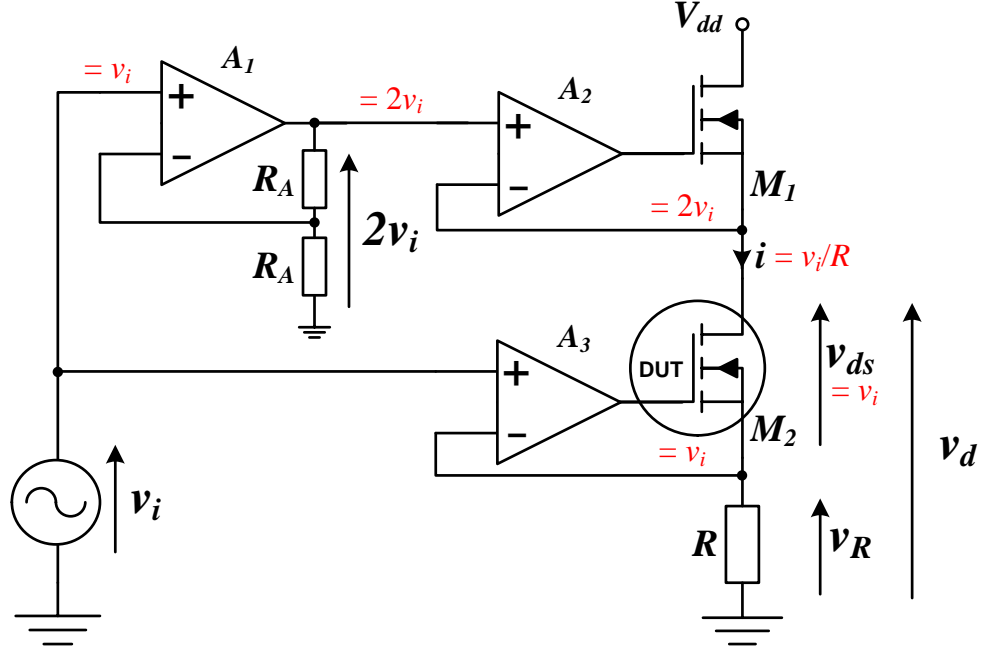 V_dd
A_1
= v_i
+
−
= 2v_i
A_2
+
−
R_A
R_A
2v_i
M_1
= 2v_i
i = v_i/R
A_3
+
−
DUT
v_ds
= v_i
M_2
= v_i
v_d
v_i
R
v_R